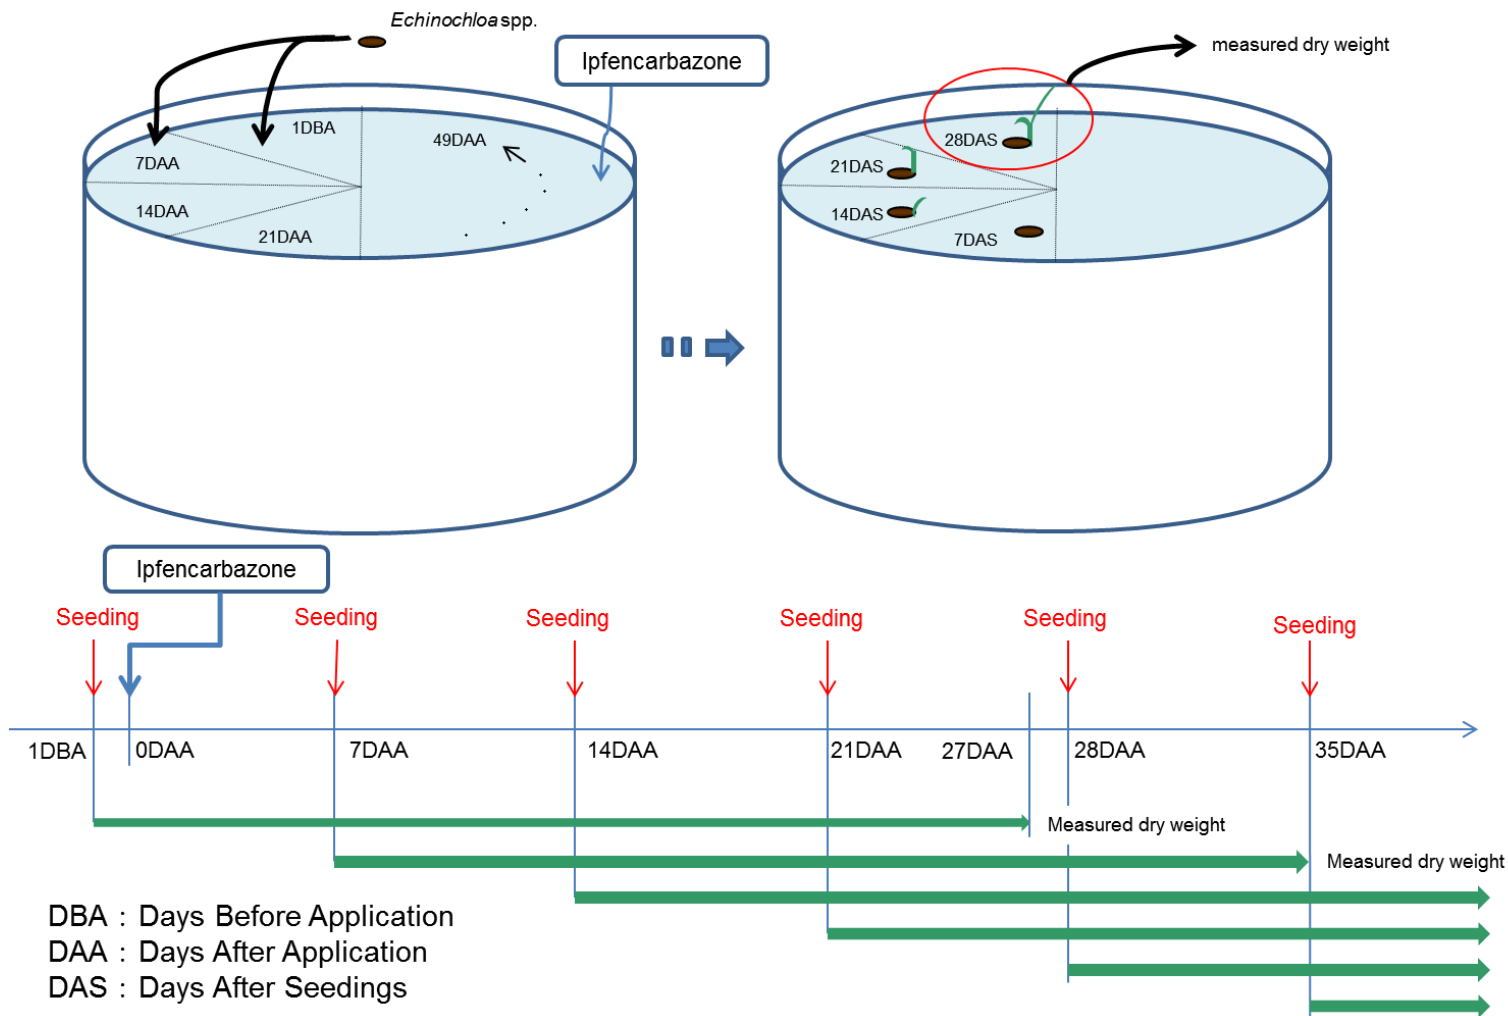 Echinochloa spp.
Ipfencarbazone
measured dry weight
1DBA
49DAA
7DAA
14DAA
21DAA
28DAS
21DAS
14DAS
7DAS
Ipfencarbazone
Seeding
Seeding
Seeding
Seeding
Seeding
Seeding
1DBA
0DAA
7DAA
14DAA
21DAA
27DAA
28DAA
35DAA
Measured dry weight
Measured dry weight
DBA : Days Before Application
DAA : Days After Application
DAS : Days After Seedings